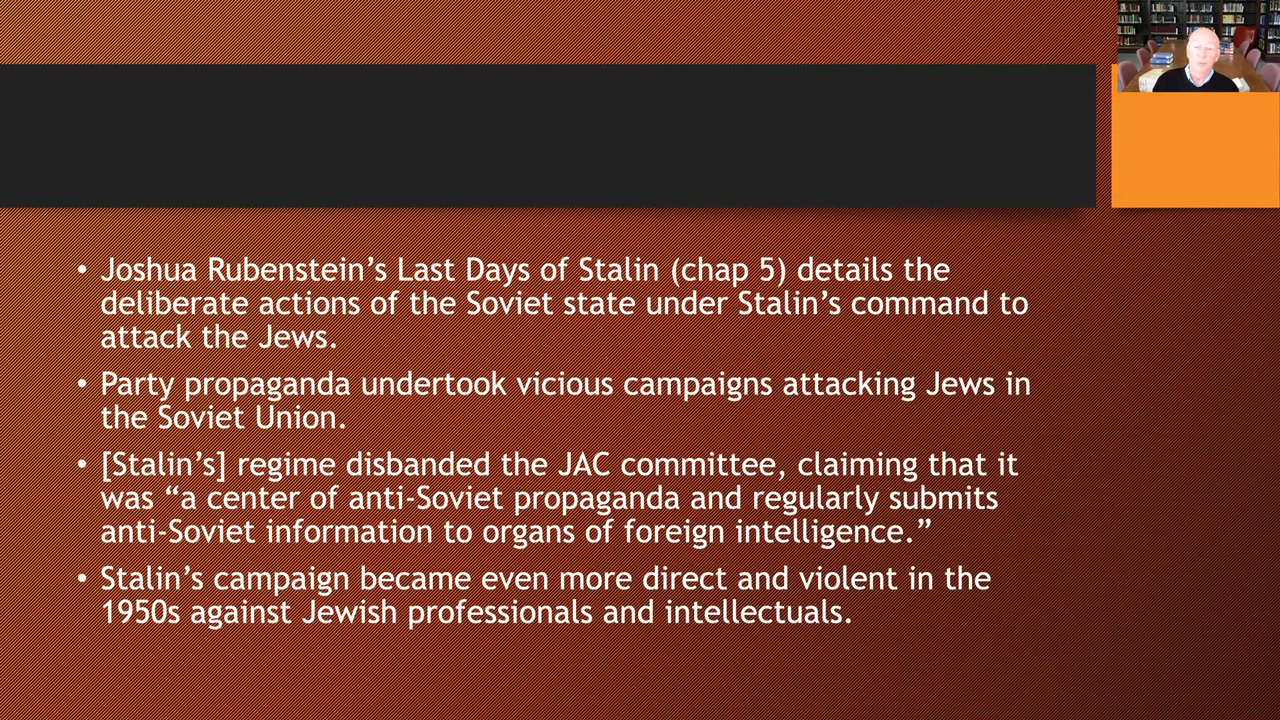 • Joshua Rubenstein’s Last Days of Stalin (chap 5) details the
deliberate actions of the Soviet state under Stalin’s command to
attack the Jews.
• Party propaganda undertook vicious campaigns attacking Jews in
the Soviet Union.
• [Stalin’s] regime disbanded the JAC committee, claiming that it
was “a center of anti-Soviet propaganda and regularly submits
anti-Soviet information to organs of foreign intelligence.”
• Stalin’s campaign became even more direct and violent in the
1950s against Jewish professionals and intellectuals.